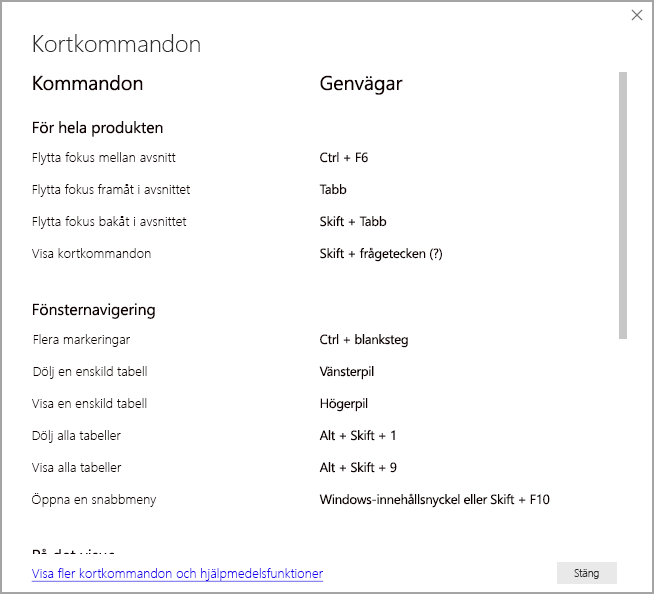 Kortkommandon
Kommandon Genvägar
För hela produkten
Flytta fokus mellan avsnitt Ctrl + F6
Flytta fokus framåt i avsnittet Tabb
Flytta fokus bakåt i avsnittet Skift + Tabb
Visa kortkommandon Skift + frågetecken (?)
Fönsternavigering
Flera markeringar Ctrl + blanksteg
Dölj en enskild tabell Vänsterpil
Visa en enskild tabell Högerpil
Dölj alla tabeller Alt + Skift + 1
Visa alla tabeller Alt + Skift + 9
Öppna en snabbmeny Windows-innehållsnyckel eller Skift + F10
På det
Visa fler kortkommandon och hjälpmedelsfunktioner Stäng